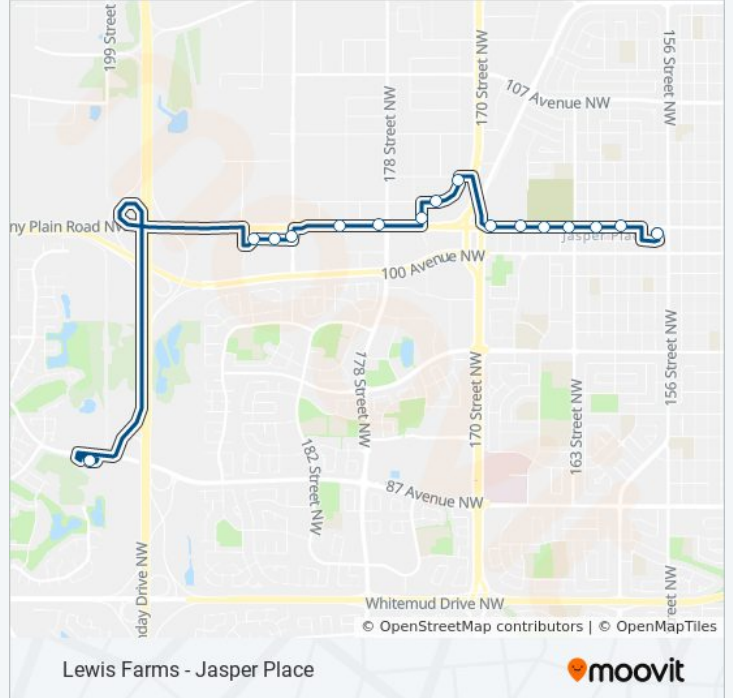 199 Street
170 Street NW
156 Street NW
107 Avenue NW
178 Street NW
ny Plain Road NW
Jasper Pla
100 Avenue NW
156 Street NW
178 Street NW
170 Street NW
163 Street NW
182 Street NW
87 Avenue NW
nday Drive NW
Whitemud Drive NW
reet NW
© OpenStreetMap contributors | © OpenMapTiles
Lewis Farms - Jasper Place
moovit